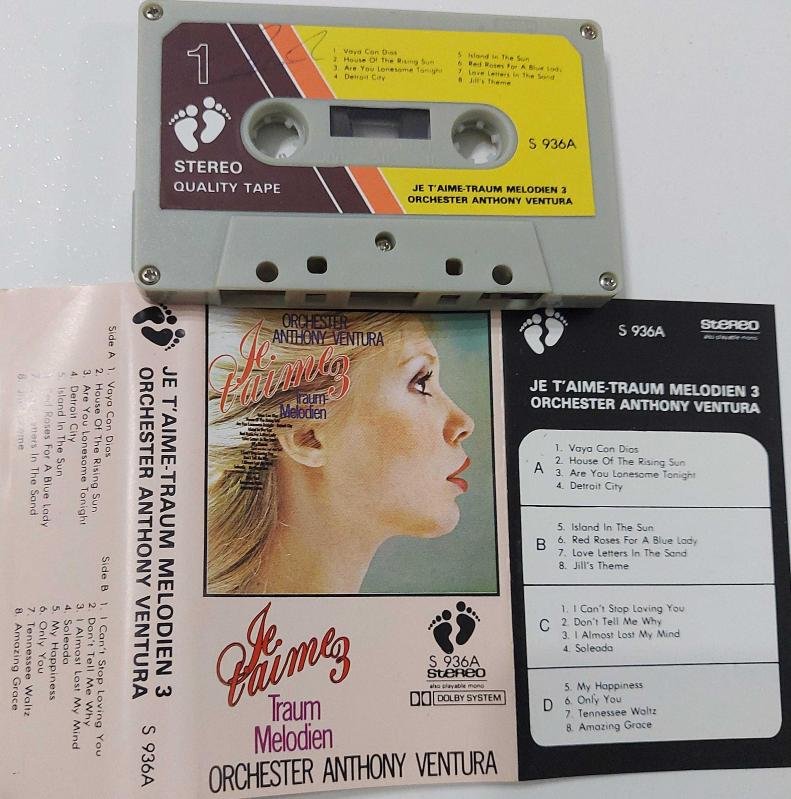 1
1 Vaya Con Dios
2 House Of The Rising Sun
3 Are You Lonesome Tonight
4 Detroit City
5 Island In The Sun
6 Red Roses For A Blue Lady
7 Love Letters In The Sand
8 Jill's Theme
S 936A
STEREO
QUALITY TAPE
JE T'AIME-TRAUM MELODIEN 3
ORCHESTER ANTHONY VENTURA
Side A
1. Vaya Con Dios
2. House Of The Rising Sun
3. Are You Lonesome Tonight
4. Detroit City
5. Island In The Sun
Red Roses For A Blue Lady
In The Sand
8.
Side B
1. I Can't Stop Loving You
2. Don't Tell Me Why
3. I Almost Lost My Mind
4. Soleada
5. My Happiness
6. Only You
7. Tennessee Waltz
8. Amazing Grace
JE T'AIME-TRAUM MELODIEN 3
ORCHESTER ANTHONY VENTURA S 936A
ORCHESTER
ANTHONY VENTURA
Je
t'aime 3
Traum-
Melodien
Je
t'aime 3
Traum
Melodien
S 936A
STEREO
also playable mono
DOLBY SYSTEM
ORCHESTER ANTHONY VENTURA
S 936A
STEREO
also playable mono
JE T'AIME-TRAUM MELODIEN 3
ORCHESTER ANTHONY VENTURA
A
1. Vaya Con Dios
2. House Of The Rising Sun
3. Are You Lonesome Tonight
4. Detroit City
B
5. Island In The Sun
6. Red Roses For A Blue Lady
7. Love Letters In The Sand
8. Jill's Theme
C
1. I Can't Stop Loving You
2. Don't Tell Me Why
3. I Almost Lost My Mind
4. Soleada
D
5. My Happiness
6. Only You
7. Tennessee Waltz
8. Amazing Grace